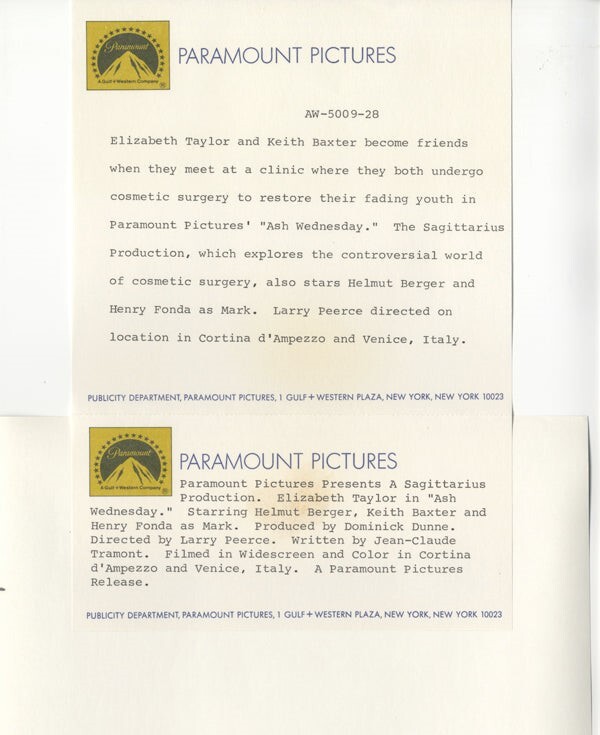 Paramount
A Gulf+Western Company
®
PARAMOUNT PICTURES
AW-5009-28
Elizabeth Taylor and Keith Baxter become friends
when they meet at a clinic where they both undergo
cosmetic surgery to restore their fading youth in
Paramount Pictures' "Ash Wednesday." The Sagittarius
Production, which explores the controversial world
of cosmetic surgery, also stars Helmut Berger and
Henry Fonda as Mark. Larry Peerce directed on
location in Cortina d'Ampezzo and Venice, Italy.
PUBLICITY DEPARTMENT, PARAMOUNT PICTURES, 1 GULF+WESTERN PLAZA, NEW YORK, NEW YORK 10023
Paramount
A Gulf+Western Company
®
PARAMOUNT PICTURES
Paramount Pictures Presents A Sagittarius
Production. Elizabeth Taylor in "Ash
Wednesday." Starring Helmut Berger, Keith Baxter and
Henry Fonda as Mark. Produced by Dominick Dunne.
Directed by Larry Peerce. Written by Jean-Claude
Tramont. Filmed in Widescreen and Color in Cortina
d'Ampezzo and Venice, Italy. A Paramount Pictures
Release.
PUBLICITY DEPARTMENT, PARAMOUNT PICTURES, 1 GULF+WESTERN PLAZA, NEW YORK, NEW YORK 10023